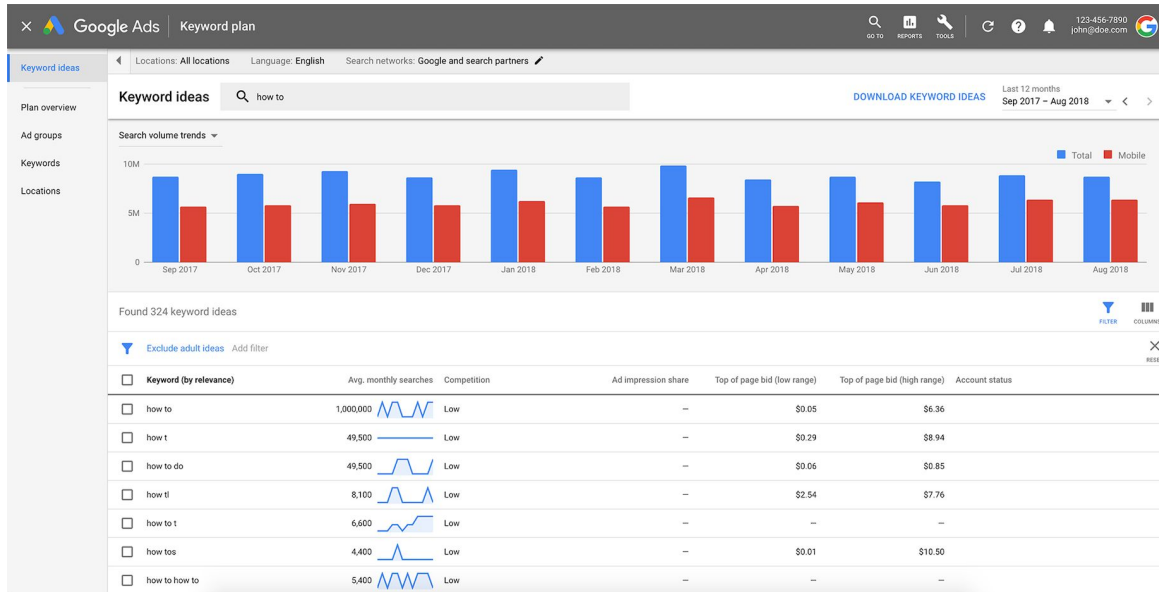 Google Ads Keyword plan GO TO REPORTS TOOLS 123-456-7890
john@doe.com
Keyword ideas
Plan overview
Ad groups
Keywords
Locations
Locations: All locations Language: English Search networks: Google and search partners
Keyword ideas how to DOWNLOAD KEYWORD IDEAS Last 12 months
Sep 2017 – Aug 2018
Search volume trends
Total Mobile
10M
5M
0
Sep 2017 Oct 2017 Nov 2017 Dec 2017 Jan 2018 Feb 2018 Mar 2018 Apr 2018 May 2018 Jun 2018 Jul 2018 Aug 2018
Found 324 keyword ideas FILTER COLUMNS
Exclude adult ideas Add filter
Keyword (by relevance) Avg. monthly searches Competition Ad impression share Top of page bid (low range) Top of page bid (high range) Account status
how to 1,000,000 Low – $0.05 $6.36
how t 49,500 Low – $0.29 $8.94
how to do 49,500 Low – $0.06 $0.85
how tl 8,100 Low – $2.54 $7.76
how to t 6,600 Low – – –
how tos 4,400 Low – $0.01 $10.50
how to how to 5,400 Low – – –